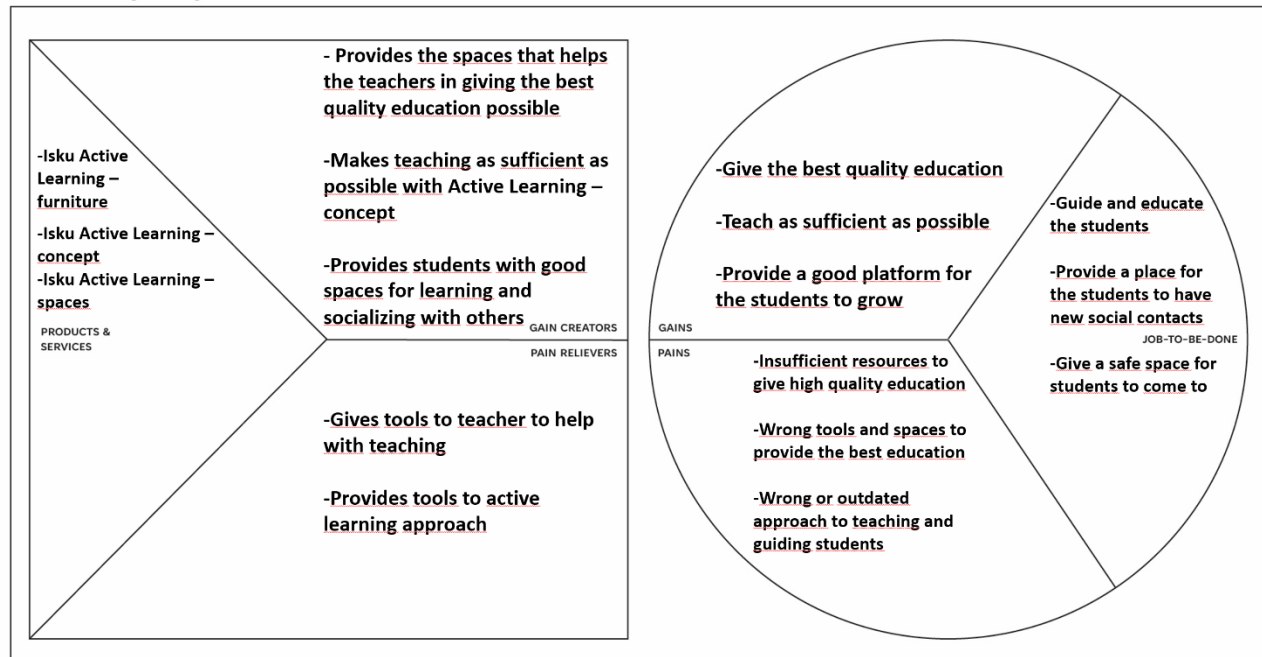 - Provides the spaces that helps
the teachers in giving the best
quality education possible
-Makes teaching as sufficient as
possible with Active Learning –
concept
-Provides students with good
spaces for learning and
socializing with others
GAIN CREATORS
-Isku Active
Learning –
furniture
-Isku Active Learning –
concept
-Isku Active Learning –
spaces
PRODUCTS &
SERVICES
PAIN RELIEVERS
-Gives tools to teacher to help
with teaching
-Provides tools to active
learning approach
-Give the best quality education
-Teach as sufficient as possible
-Provide a good platform for
the students to grow
GAINS
PAINS
-Insufficient resources to
give high quality education
-Wrong tools and spaces to
provide the best education
-Wrong or outdated
approach to teaching and
guiding students
-Guide and educate
the students
-Provide a place for
the students to have
new social contacts
JOB-TO-BE-DONE
-Give a safe space for
students to come to